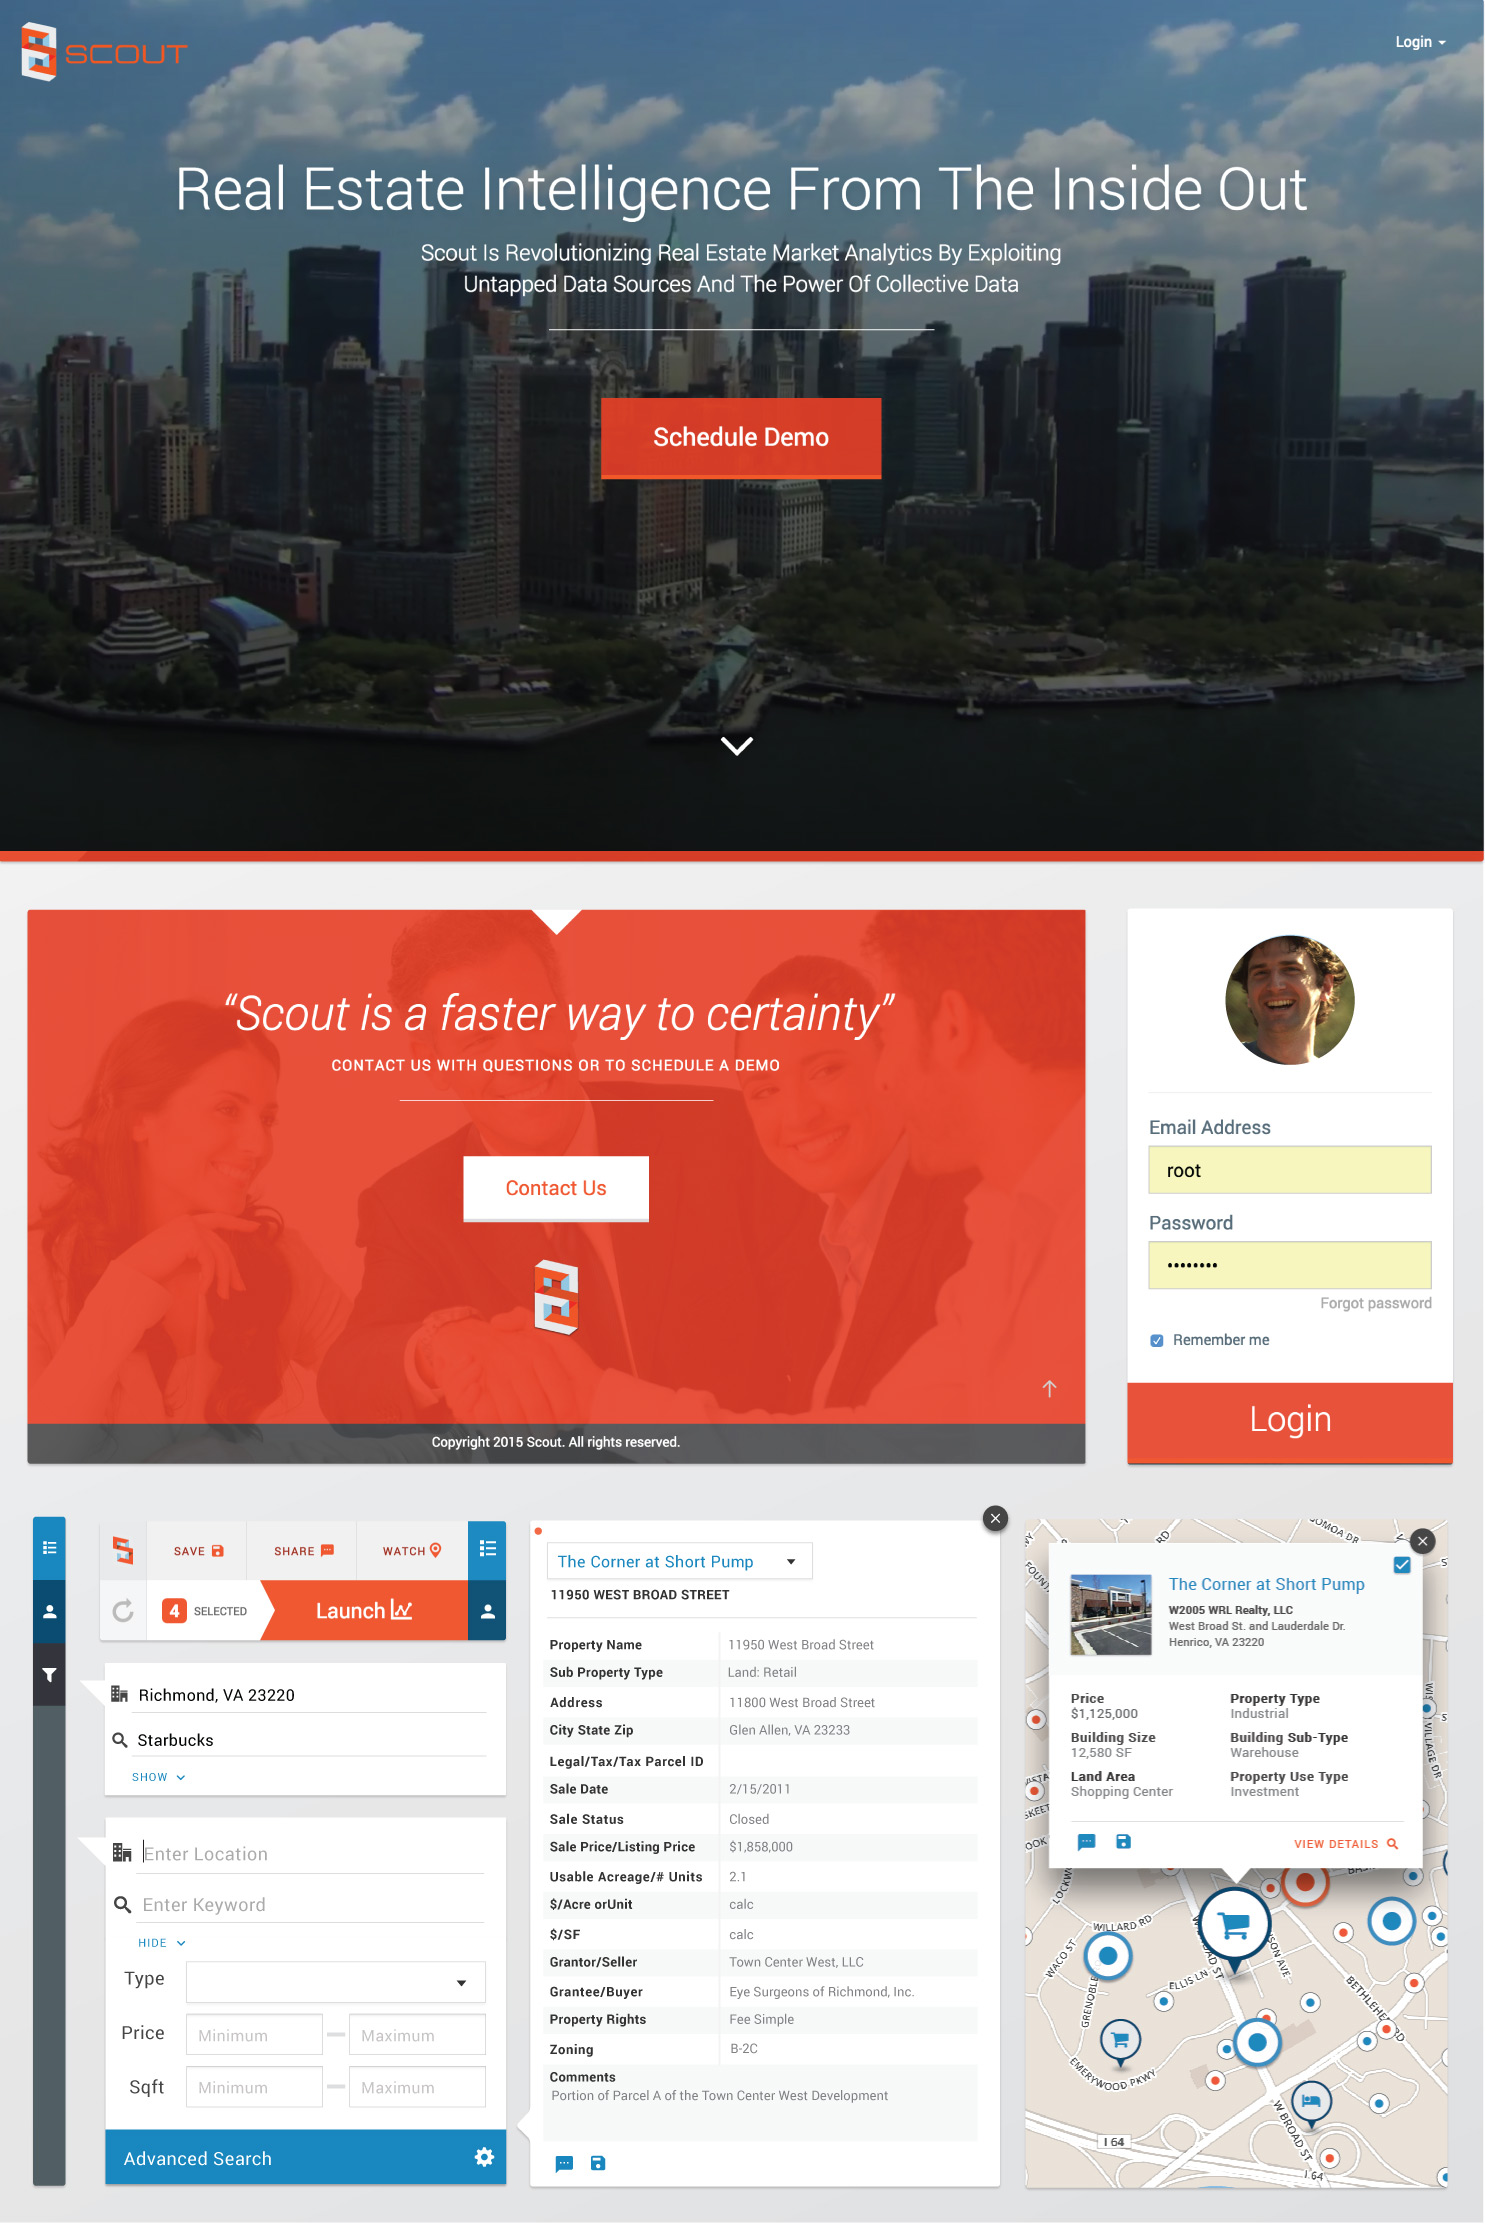 SCOUT
Login
Real Estate Intelligence From The Inside Out
Scout Is Revolutionizing Real Estate Market Analytics By Exploiting
Untapped Data Sources And The Power Of Collective Data
Schedule Demo
“Scout is a faster way to certainty”
CONTACT US WITH QUESTIONS OR TO SCHEDULE A DEMO
Contact Us
Copyright 2015 Scout. All rights reserved.
Email Address
root
Password
••••••••
Forgot password
Remember me
Login
SAVE
SHARE
WATCH
4 SELECTED
Launch
Richmond, VA 23220
Starbucks
SHOW
Enter Location
Enter Keyword
HIDE
Type
Price Minimum Maximum
Sqft Minimum Maximum
Advanced Search
The Corner at Short Pump
11950 WEST BROAD STREET
Property Name 11950 West Broad Street
Sub Property Type Land: Retail
Address 11800 West Broad Street
City State Zip Glen Allen, VA 23233
Legal/Tax/Tax Parcel ID
Sale Date 2/15/2011
Sale Status Closed
Sale Price/Listing Price $1,858,000
Usable Acreage/# Units 2.1
$/Acre orUnit calc
$/SF calc
Grantor/Seller Town Center West, LLC
Grantee/Buyer Eye Surgeons of Richmond, Inc.
Property Rights Fee Simple
Zoning B-2C
Comments
Portion of Parcel A of the Town Center West Development
The Corner at Short Pump
W2005 WRL Realty, LLC
West Broad St. and Lauderdale Dr.
Henrico, VA 23220
Price Property Type
$1,125,000 Industrial
Building Size Building Sub-Type
12,580 SF Warehouse
Land Area Property Use Type
Shopping Center Investment
VIEW DETAILS
RD
VILLAGE DR
WILLARD RD
WACO ST
GRENOBLE
ELLIS LN
EMERYWOOD PKWY
W BROAD ST
I 64
I 64